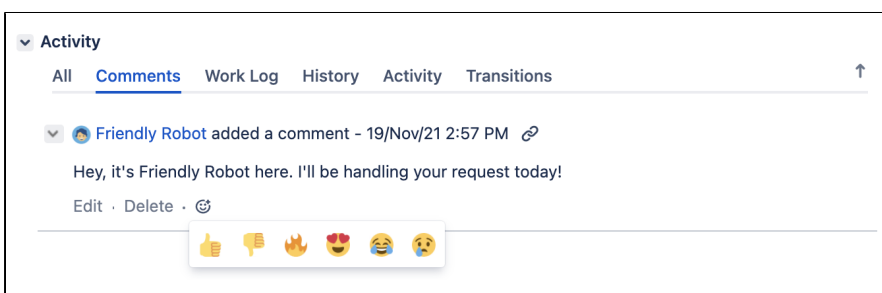 Activity
All Comments Work Log History Activity Transitions
Friendly Robot added a comment - 19/Nov/21 2:57 PM
Hey, it's Friendly Robot here. I'll be handling your request today!
Edit · Delete ·